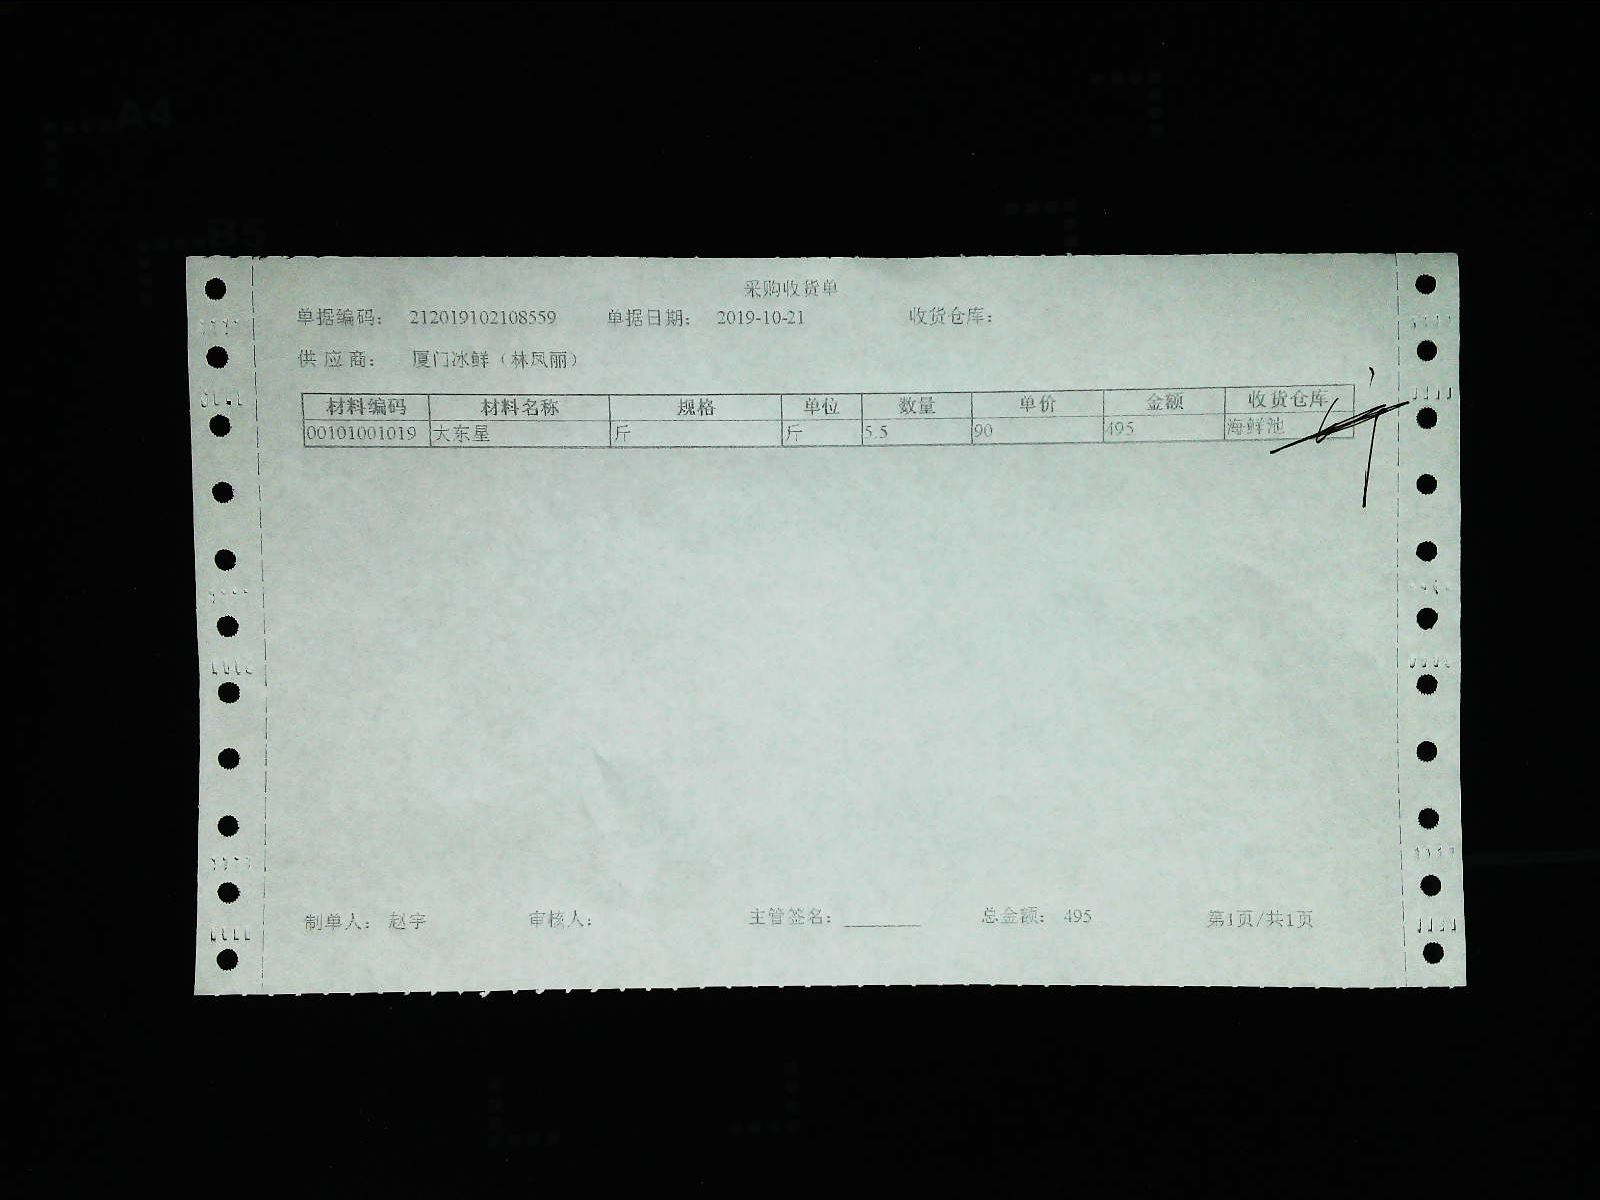 采购收货单
单据编码： 212019102108559 单据日期： 2019-10-21 收货仓库：
供应商： 厦门冰鲜（林凤丽）
材料编码 材料名称 规格 单位 数量 单价 金额 收货仓库
00101001019 大东星 斤 斤 5.5 90 495 海鲜池
制单人： 赵宇 审核人： 主管签名： 总金额： 495 第1页/共1页